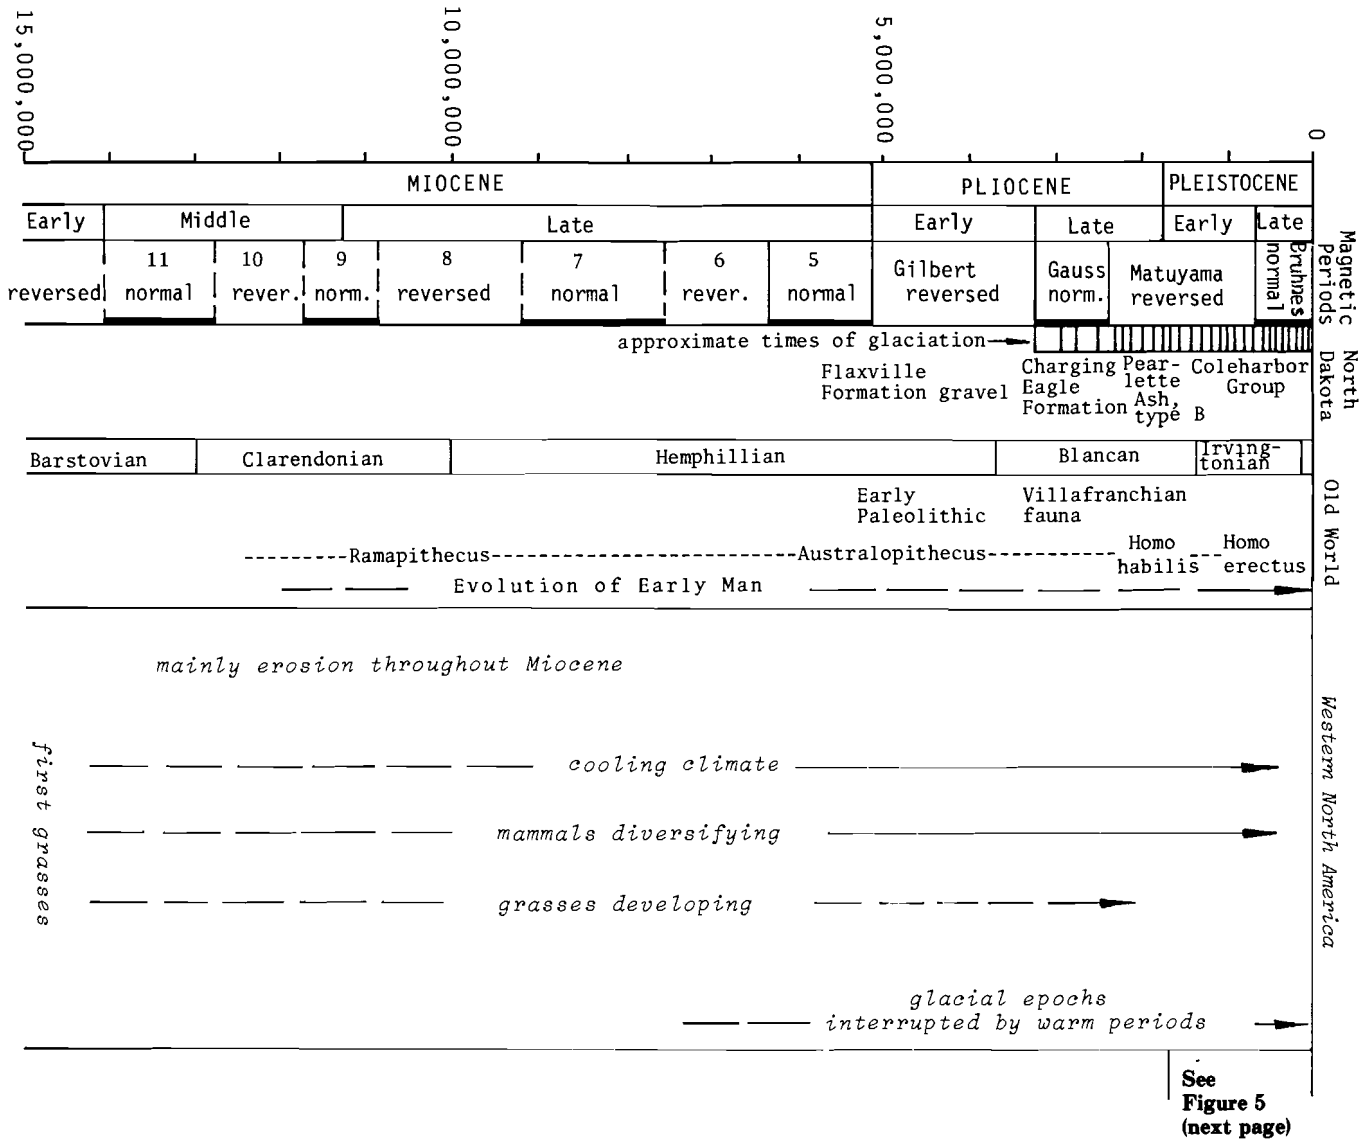 15,000,000
10,000,000
5,000,000
0
MIOCENE
PLIOCENE
PLEISTOCENE
Early
Middle
Late
Early
Late
Early
Late
11
normal
10
rever.
9
norm.
8
reversed
7
normal
6
rever.
5
normal
reversed
Gilbert
reversed
Gauss
norm.
Matuyama
reversed
Bruhnes
normal
Magnetic
Periods
approximate times of glaciation
Flaxville
Formation gravel
Charging
Eagle
Formation
Pear-
lette
Ash,
type B
Coleharbor
Group
North
Dakota
Barstovian
Clarendonian
Hemphillian
Blancan
Irving-
tonian
Early
Paleolithic
Villafranchian
fauna
Ramapithecus
Australopithecus
Homo
habilis
Homo
erectus
Evolution of Early Man
Old World
mainly erosion throughout Miocene
first grasses
cooling climate
mammals diversifying
grasses developing
glacial epochs
interrupted by warm periods
Western North America
See
Figure 5
(next page)